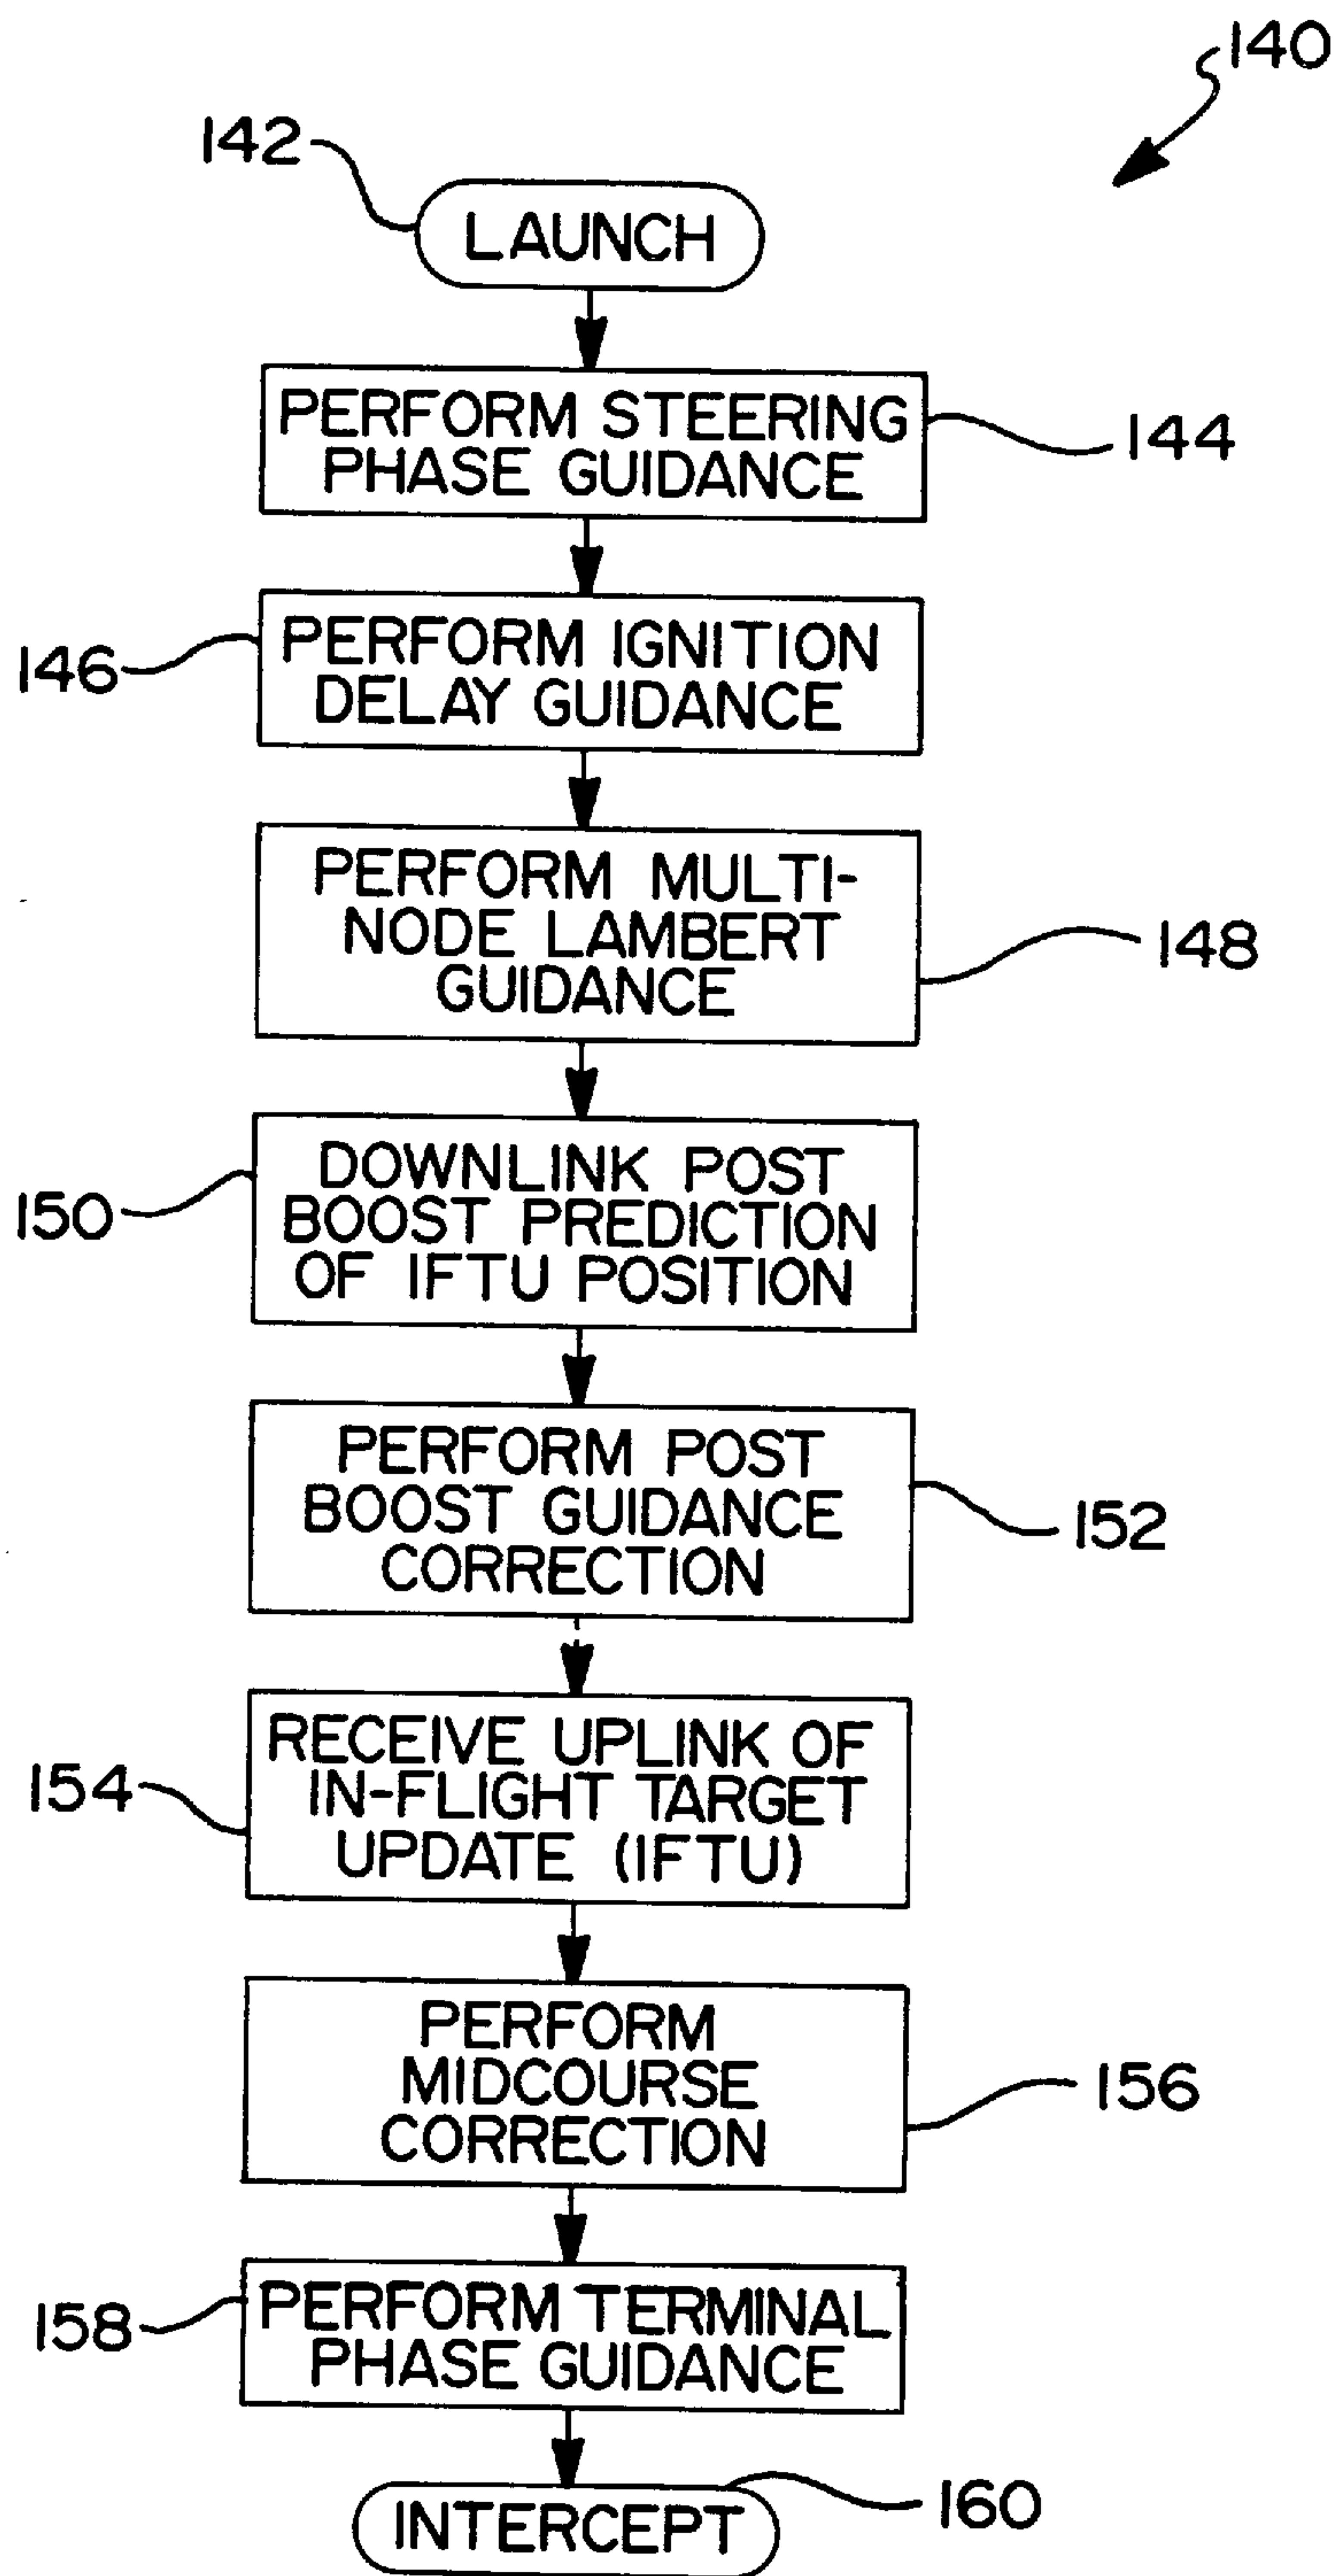 140
142
LAUNCH
PERFORM STEERING
PHASE GUIDANCE
144
146
PERFORM IGNITION
DELAY GUIDANCE
PERFORM MULTI-
NODE LAMBERT
GUIDANCE
148
150
DOWNLINK POST
BOOST PREDICTION
OF IFTU POSITION
PERFORM POST
BOOST GUIDANCE
CORRECTION
152
154
RECEIVE UPLINK OF
IN-FLIGHT TARGET
UPDATE (IFTU)
PERFORM
MIDCOURSE
CORRECTION
156
158
PERFORM TERMINAL
PHASE GUIDANCE
INTERCEPT
160